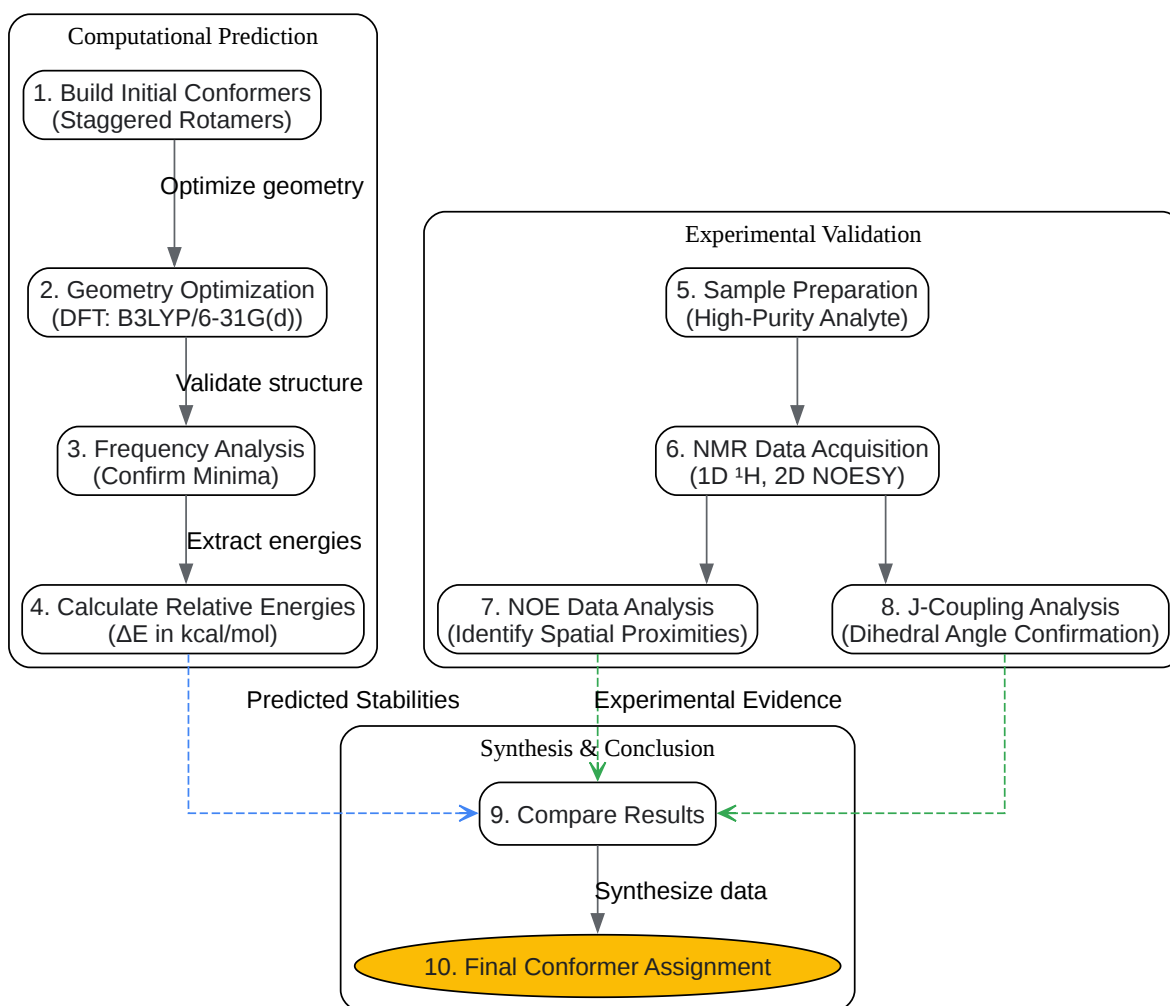 Computational Prediction
1. Build Initial Conformers
(Staggered Rotamers)
Optimize geometry
2. Geometry Optimization
(DFT: B3LYP/6-31G(d))
Validate structure
3. Frequency Analysis
(Confirm Minima)
Extract energies
4. Calculate Relative Energies
(ΔE in kcal/mol)
Experimental Validation
5. Sample Preparation
(High-Purity Analyte)
6. NMR Data Acquisition
(1D ¹H, 2D NOESY)
7. NOE Data Analysis
(Identify Spatial Proximities)
8. J-Coupling Analysis
(Dihedral Angle Confirmation)
Predicted Stabilities
Experimental Evidence
Synthesis & Conclusion
9. Compare Results
Synthesize data
10. Final Conformer Assignment